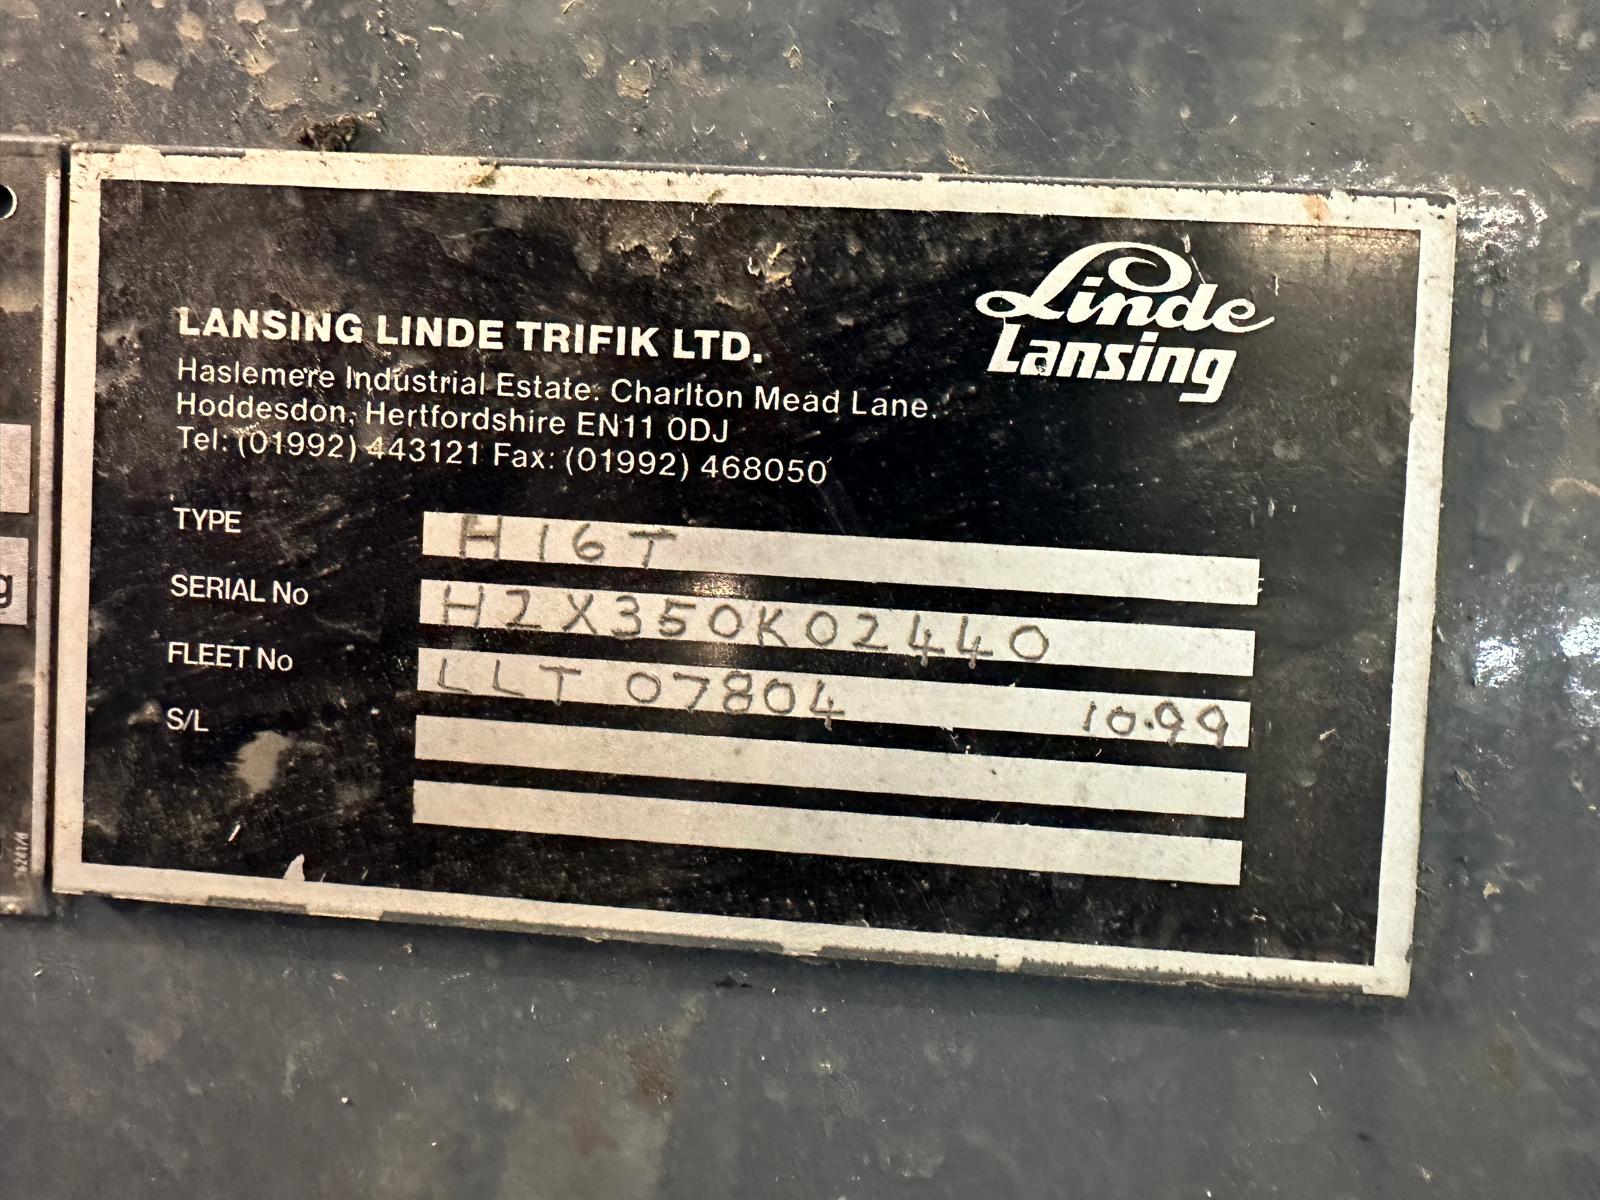 Linde
Lansing
LANSING LINDE TRIFIK LTD.
Haslemere Industrial Estate. Charlton Mead Lane.
Hoddesdon, Hertfordshire EN11 0DJ
Tel: (01992) 443121 Fax: (01992) 468050
TYPE H16T
SERIAL No H2X350K02440
FLEET No LLT 07804 10.99
S/L
g